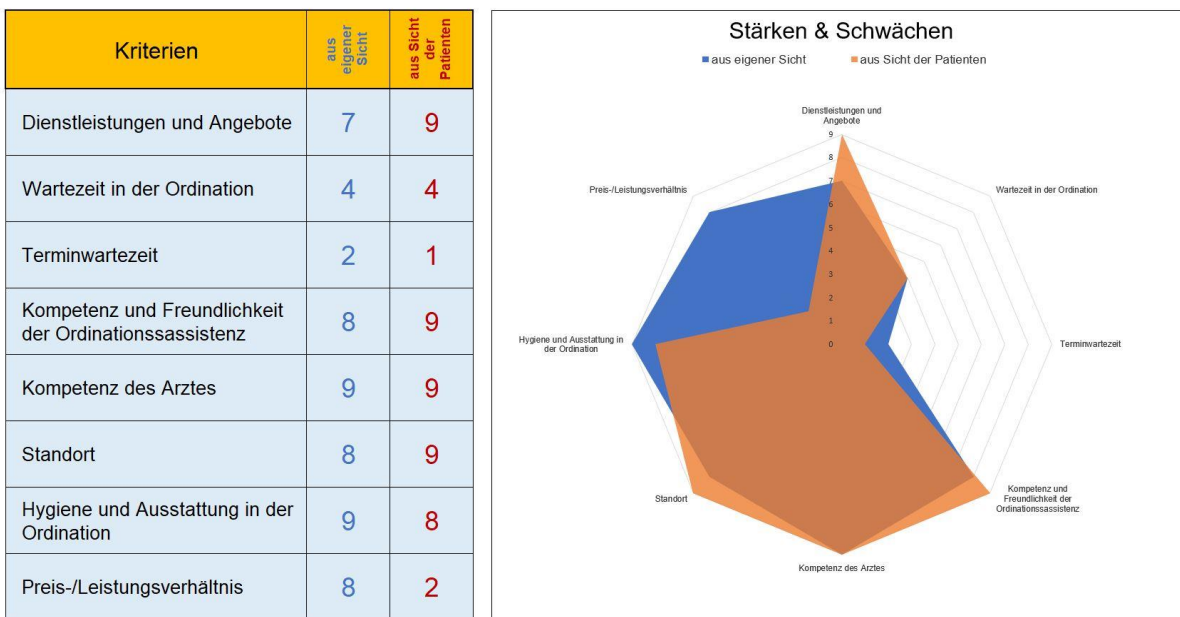 Kriterien
aus
eigener
Sicht
aus Sicht
der
Patienten
Dienstleistungen und Angebote
7
9
Wartezeit in der Ordination
4
4
Terminwartezeit
2
1
Kompetenz und Freundlichkeit
der Ordinationssassistenz
8
9
Kompetenz des Arztes
9
9
Standort
8
9
Hygiene und Ausstattung in der
Ordination
9
8
Preis-/Leistungsverhältnis
8
2
Stärken & Schwächen
aus eigener Sicht
aus Sicht der Patienten
Dienstleistungen und
Angebote
9
8
7
6
5
4
3
2
1
0
Wartezeit in der Ordination
Terminwartezeit
Kompetenz und
Freundlichkeit der
Ordinationssassistenz
Kompetenz des Arztes
Standort
Hygiene und Ausstattung in
der Ordination
Preis-/Leistungsverhältnis